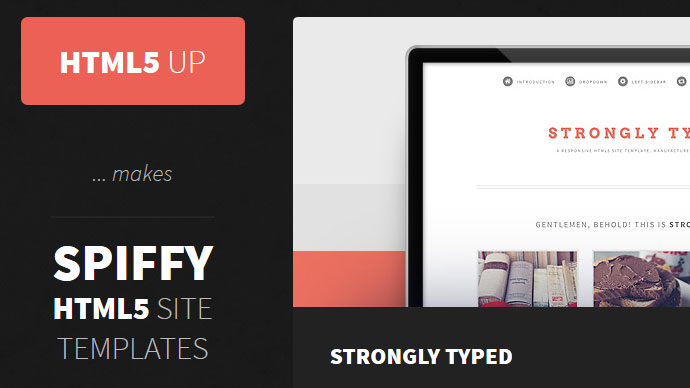 HTML5 UP
... makes
SPIFFY
HTML5 SITE
TEMPLATES
INTRODUCTION
DROPDOWN
LEFT SIDEBAR
STRONGLY TY
A RESPONSIVE HTML5 SITE TEMPLATE. MANUFACTURE
GENTLEMEN, BEHOLD! THIS IS STRO
STRONGLY TYPED